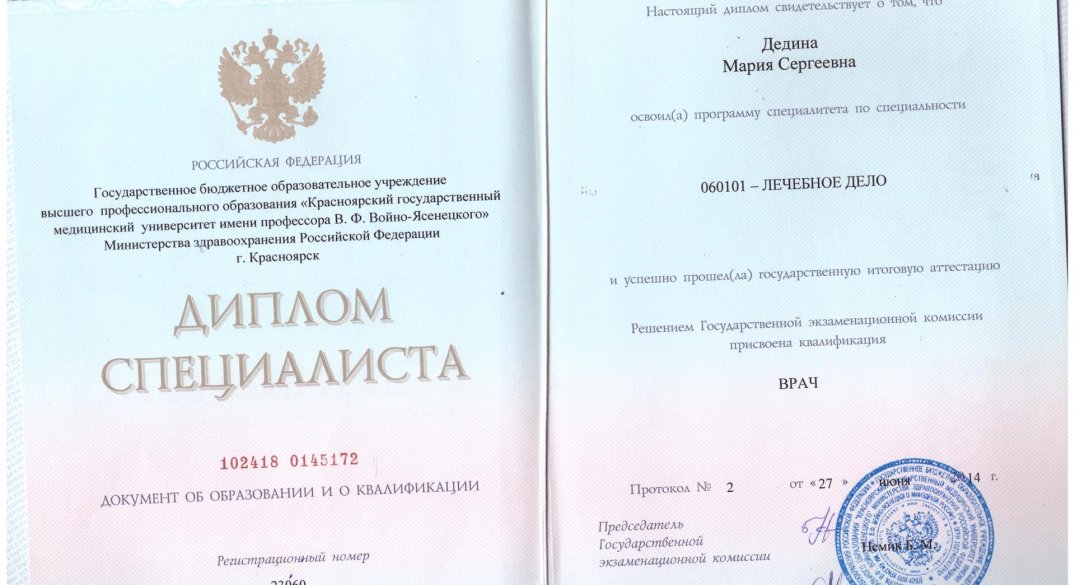 РОССИЙСКАЯ ФЕДЕРАЦИЯ
Государственное бюджетное образовательное учреждение
высшего профессионального образования «Красноярский государственный
медицинский университет имени профессора В. Ф. Войно-Ясенецкого»
Министерства здравоохранения Российской Федерации
г. Красноярск
ДИПЛОМ
СПЕЦИАЛИСТА
102418 0145172
ДОКУМЕНТ ОБ ОБРАЗОВАНИИ И О КВАЛИФИКАЦИИ
Регистрационный номер
Настоящий диплом свидетельствует о том, что
Дедина
Мария Сергеевна
освоил(а) программу специалитета по специальности
060101 – ЛЕЧЕБНОЕ ДЕЛО
и успешно прошел(ла) государственную итоговую аттестацию
Решением Государственной экзаменационной комиссии
присвоена квалификация
ВРАЧ
Протокол № 2 от «27» июня 14 г.
Председатель
Государственной
экзаменационной комиссии
Немик Б. М.